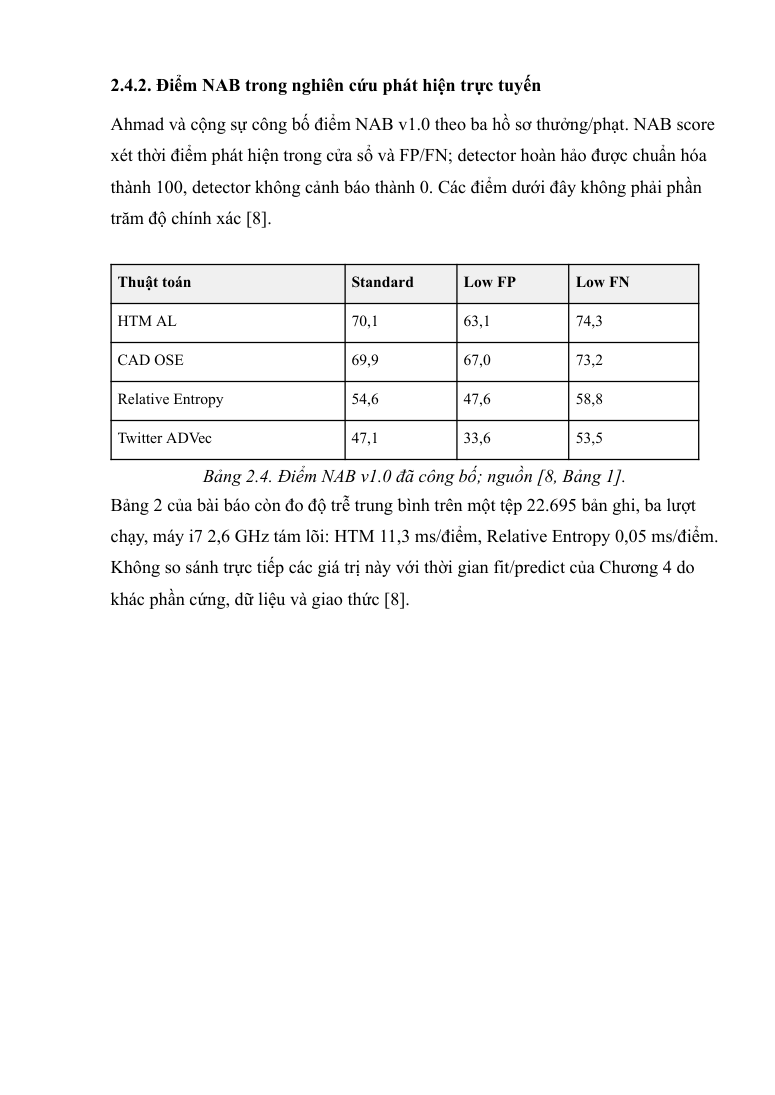 2.4.2. Điểm NAB trong nghiên cứu phát hiện trực tuyến
Ahmad và cộng sự công bố điểm NAB v1.0 theo ba hồ sơ thưởng/phạt. NAB score
xét thời điểm phát hiện trong cửa sổ và FP/FN; detector hoàn hảo được chuẩn hóa
thành 100, detector không cảnh báo thành 0. Các điểm dưới đây không phải phần
trăm độ chính xác [8].
Thuật toán Standard Low FP Low FN
HTM AL 70,1 63,1 74,3
CAD OSE 69,9 67,0 73,2
Relative Entropy 54,6 47,6 58,8
Twitter ADVec 47,1 33,6 53,5
Bảng 2.4. Điểm NAB v1.0 đã công bố; nguồn [8, Bảng 1].
Bảng 2 của bài báo còn đo độ trễ trung bình trên một tệp 22.695 bản ghi, ba lượt
chạy, máy i7 2,6 GHz tám lõi: HTM 11,3 ms/điểm, Relative Entropy 0,05 ms/điểm.
Không so sánh trực tiếp các giá trị này với thời gian fit/predict của Chương 4 do
khác phần cứng, dữ liệu và giao thức [8].